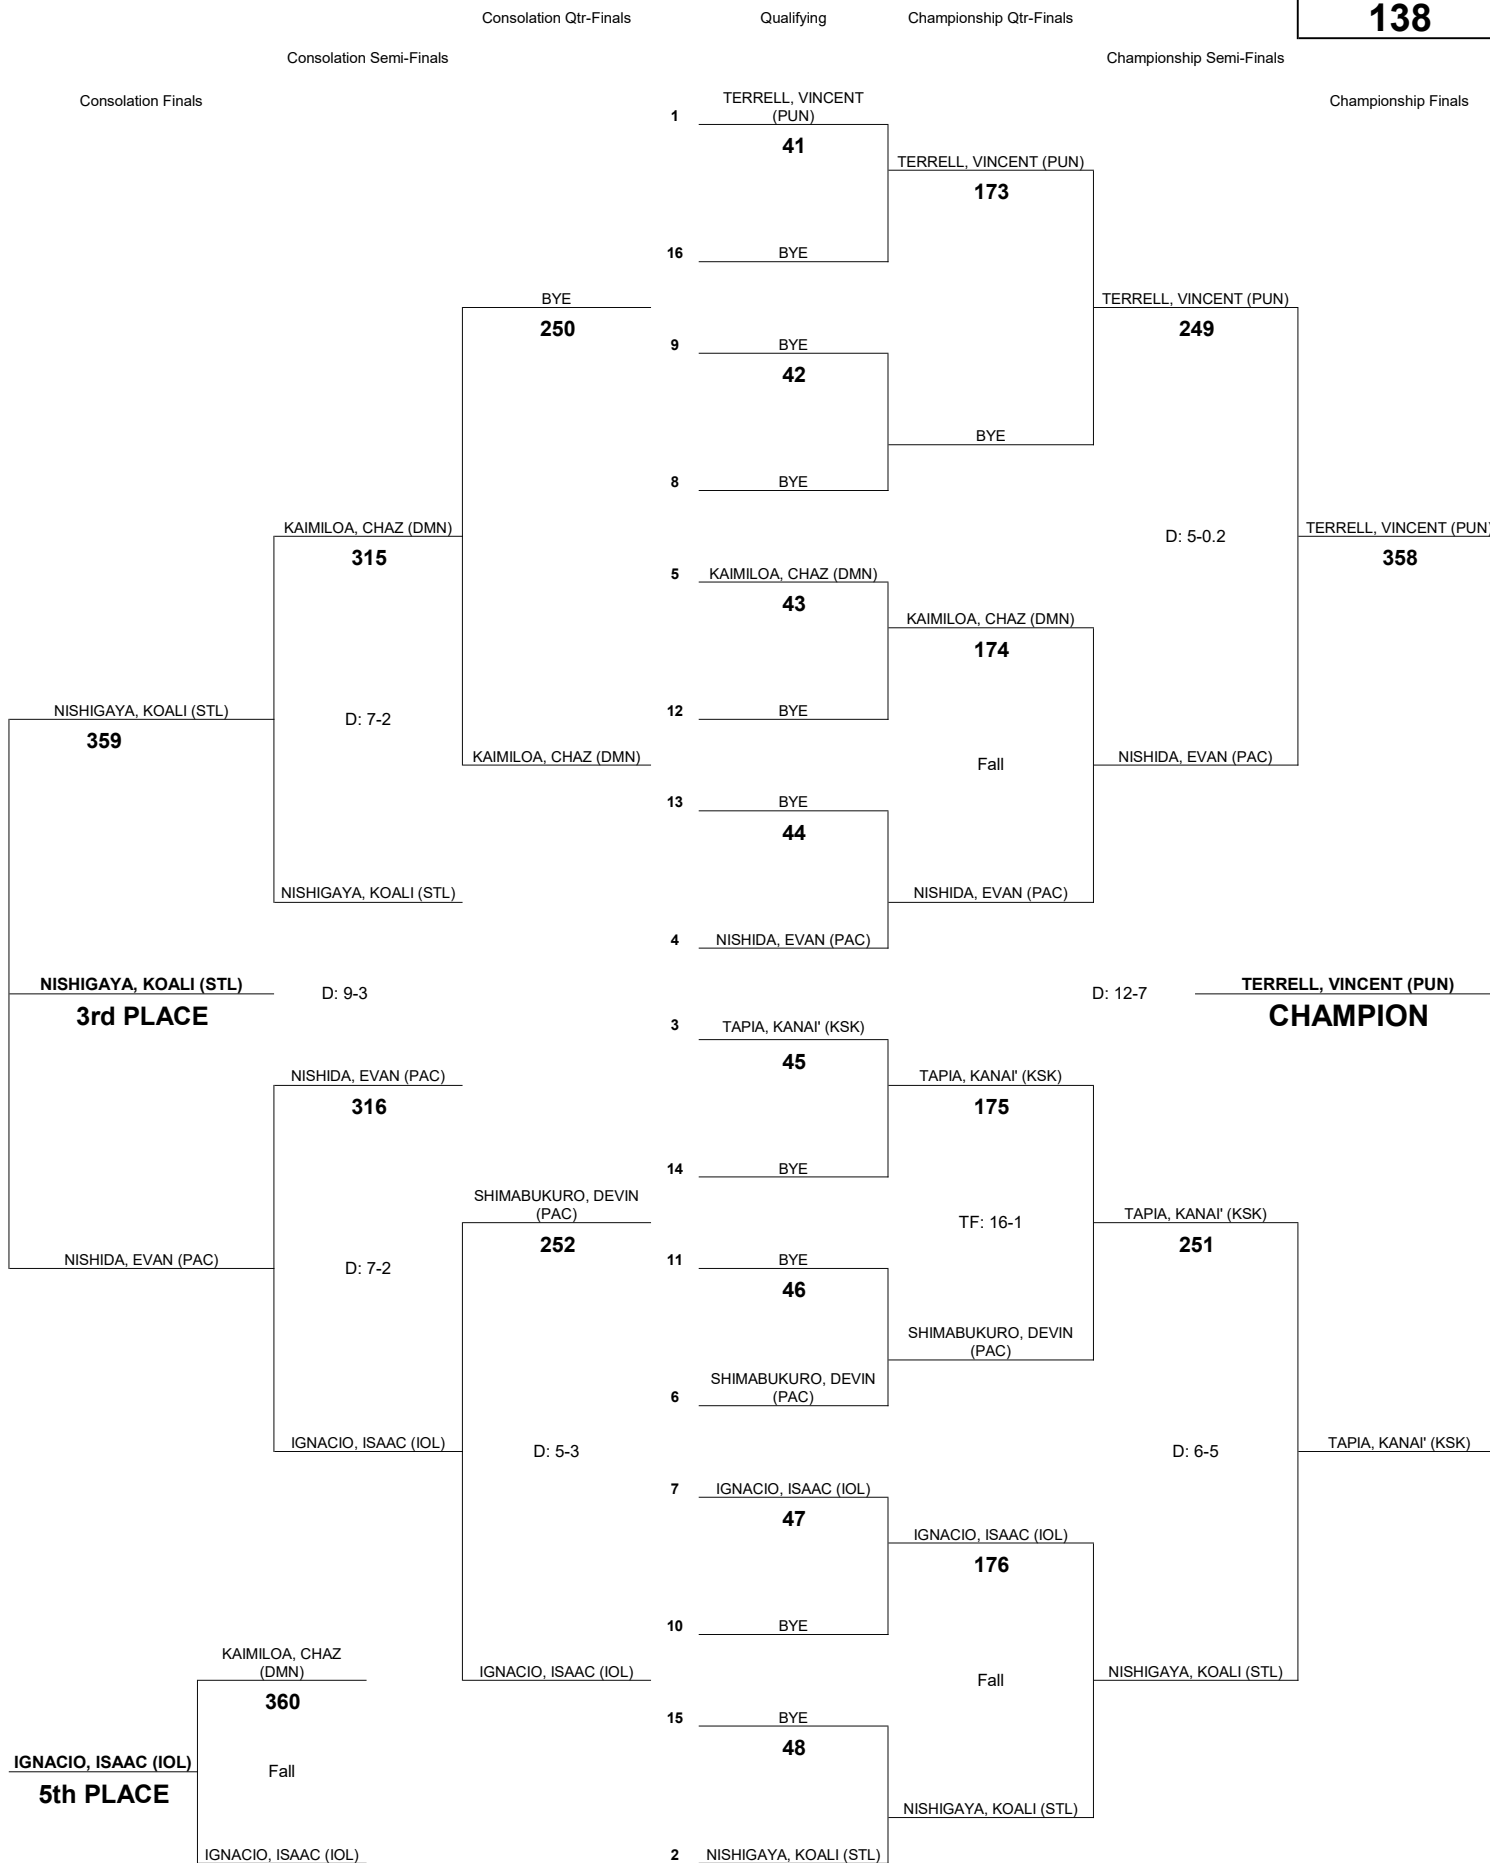 138
Consolation Qtr-Finals
Qualifying
Championship Qtr-Finals
Consolation Semi-Finals
Championship Semi-Finals
Consolation Finals
Championship Finals
TERRELL, VINCENT
(PUN)
1
41
TERRELL, VINCENT (PUN)
173
16
BYE
BYE
250
TERRELL, VINCENT (PUN)
249
9
BYE
42
BYE
8
BYE
KAIMILOA, CHAZ (DMN)
315
D: 5-0.2
TERRELL, VINCENT (PUN)
358
5
KAIMILOA, CHAZ (DMN)
43
KAIMILOA, CHAZ (DMN)
174
NISHIGAYA, KOALI (STL)
359
D: 7-2
12
BYE
KAIMILOA, CHAZ (DMN)
Fall
NISHIDA, EVAN (PAC)
13
BYE
44
NISHIGAYA, KOALI (STL)
NISHIDA, EVAN (PAC)
4
NISHIDA, EVAN (PAC)
NISHIGAYA, KOALI (STL)
3rd PLACE
D: 9-3
D: 12-7
TERRELL, VINCENT (PUN)
CHAMPION
3
TAPIA, KANAI' (KSK)
45
NISHIDA, EVAN (PAC)
316
TAPIA, KANAI' (KSK)
175
14
BYE
SHIMABUKURO, DEVIN
(PAC)
252
TF: 16-1
TAPIA, KANAI' (KSK)
251
NISHIDA, EVAN (PAC)
D: 7-2
11
BYE
46
SHIMABUKURO, DEVIN
(PAC)
6
SHIMABUKURO, DEVIN
(PAC)
IGNACIO, ISAAC (IOL)
D: 5-3
D: 6-5
TAPIA, KANAI' (KSK)
7
IGNACIO, ISAAC (IOL)
47
IGNACIO, ISAAC (IOL)
176
10
BYE
KAIMILOA, CHAZ
(DMN)
360
IGNACIO, ISAAC (IOL)
Fall
NISHIGAYA, KOALI (STL)
15
BYE
48
IGNACIO, ISAAC (IOL)
5th PLACE
Fall
NISHIGAYA, KOALI (STL)
IGNACIO, ISAAC (IOL)
2
NISHIGAYA, KOALI (STL)